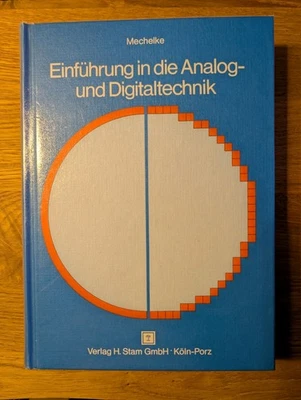 Mechelke
Einführung in die Analog-
und Digitaltechnik
Verlag H. Stam GmbH · Köln-Porz